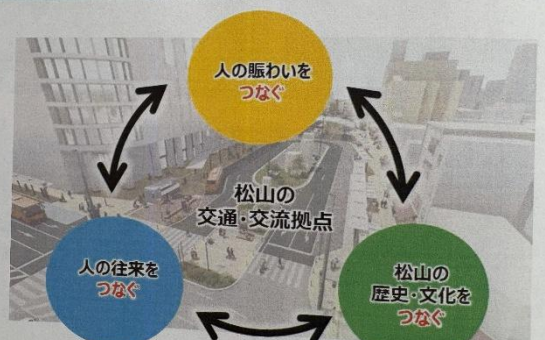 人の賑わいを
つなぐ
松山の
交通・交流拠点
人の往来を
つなぐ
松山の
歴史・文化を
つなぐ